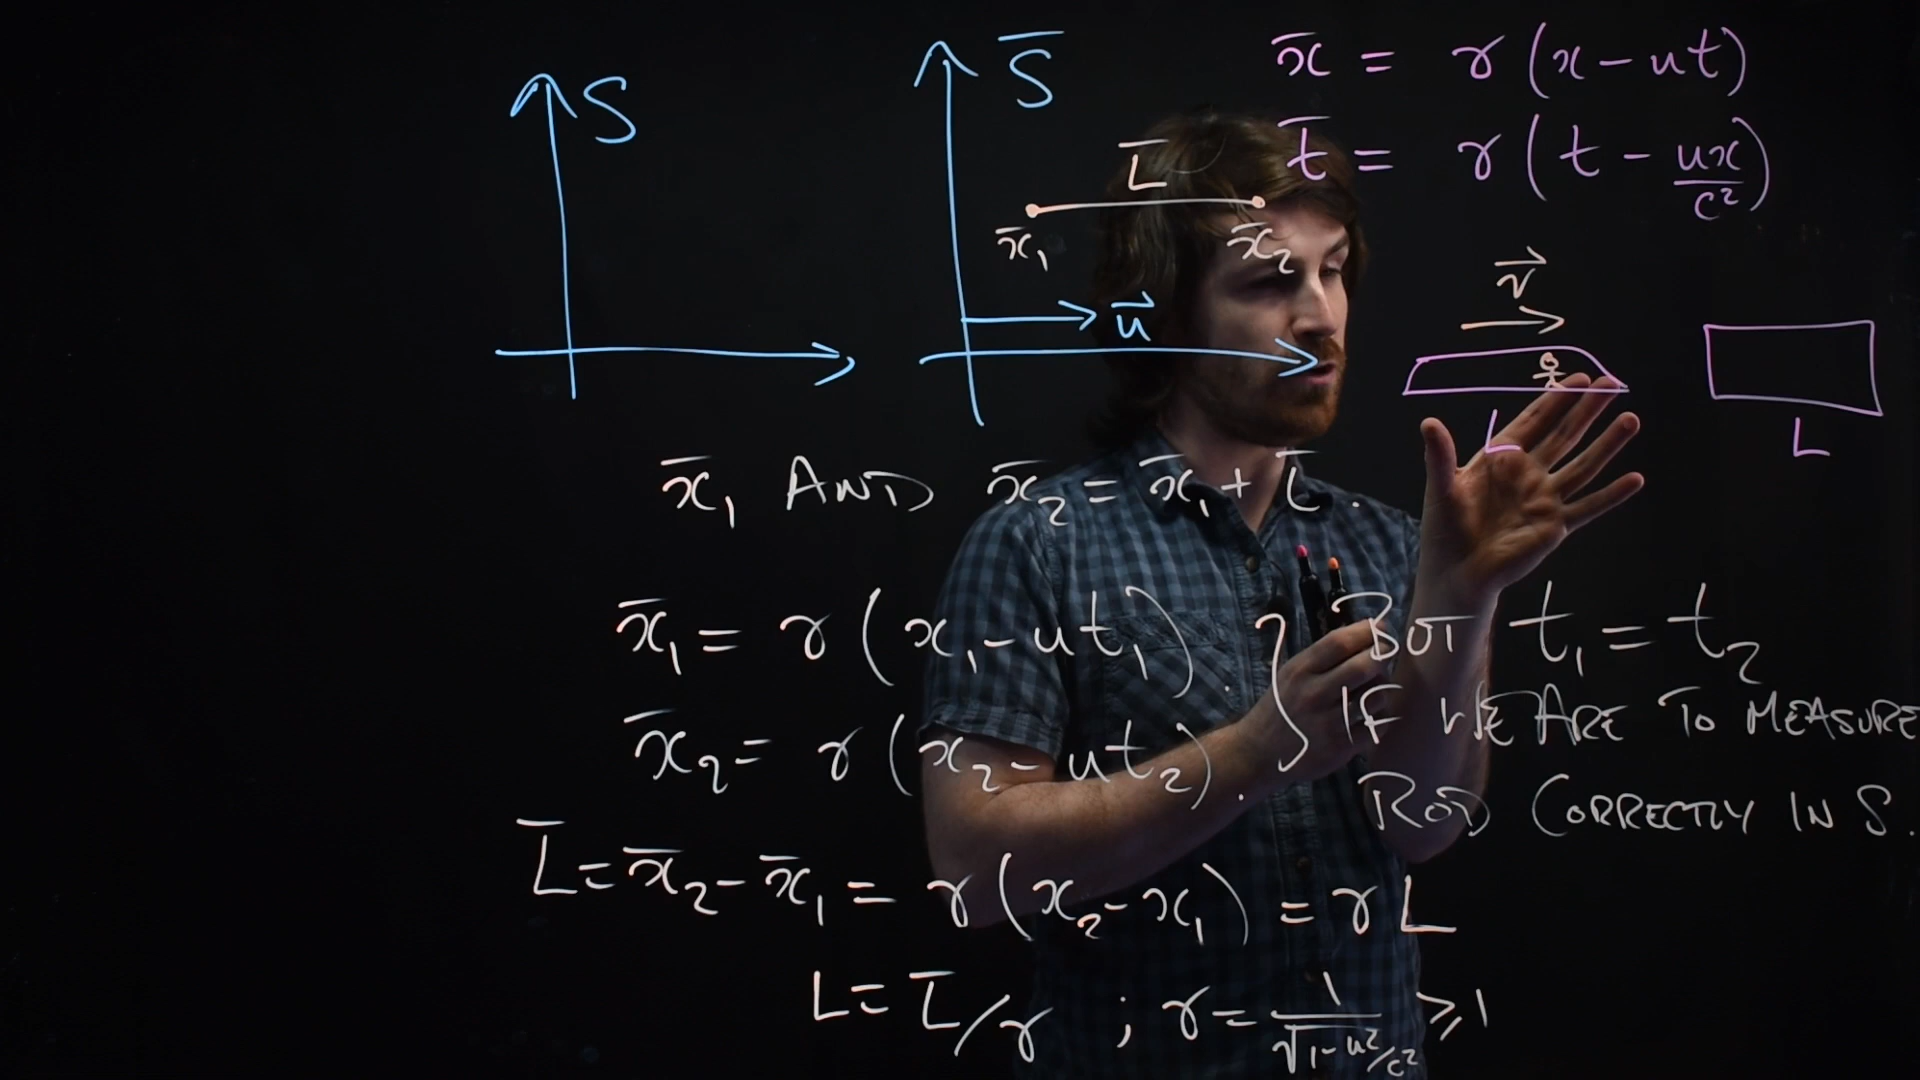 S
S̅
x̅ = γ(x - ut)
t̅ = γ(t - ux/c²)
L̅
x̅₁ x̅₂
u⃗
v⃗
L L
x̅₁ AND x̅₂ = x̅₁ + L̅.
x̅₁ = γ(x₁ - ut₁).
x̅₂ = γ(x₂ - ut₂).
BUT t₁ = t₂
IF WE ARE TO MEASURE
ROD CORRECTLY IN S.
L̅ = x̅₂ - x̅₁ = γ(x₂ - x₁) = γL
L = L̅/γ ; γ = 1/√(1 - u²/c²) ⩾ 1